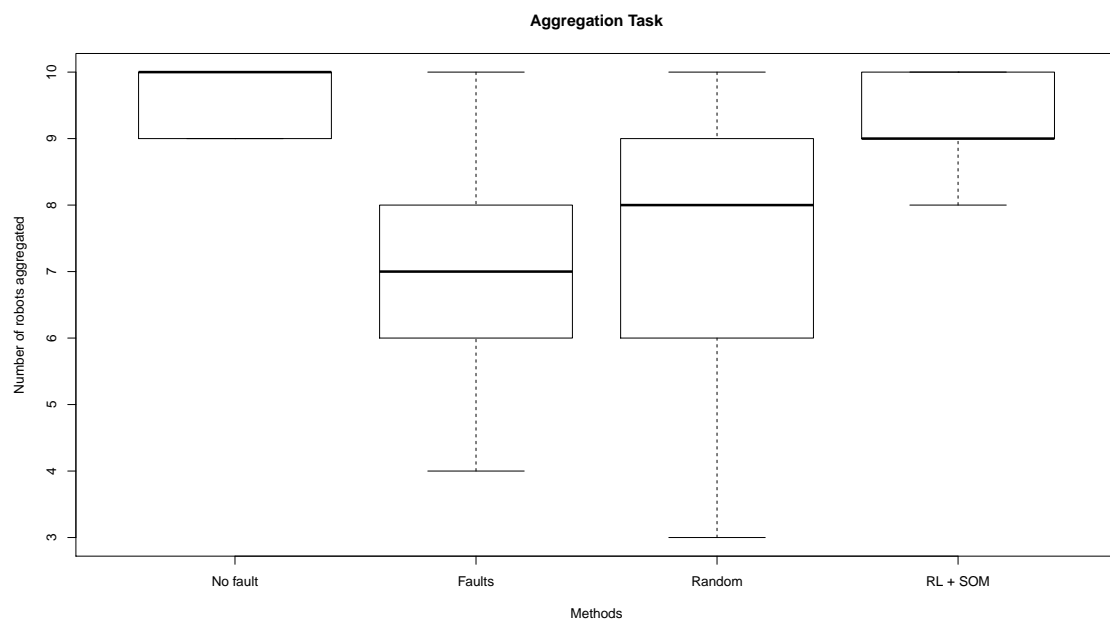 Aggregation Task
Number of robots aggregated
10
9
8
7
6
5
4
3
No fault
Faults
Random
RL + SOM
Methods